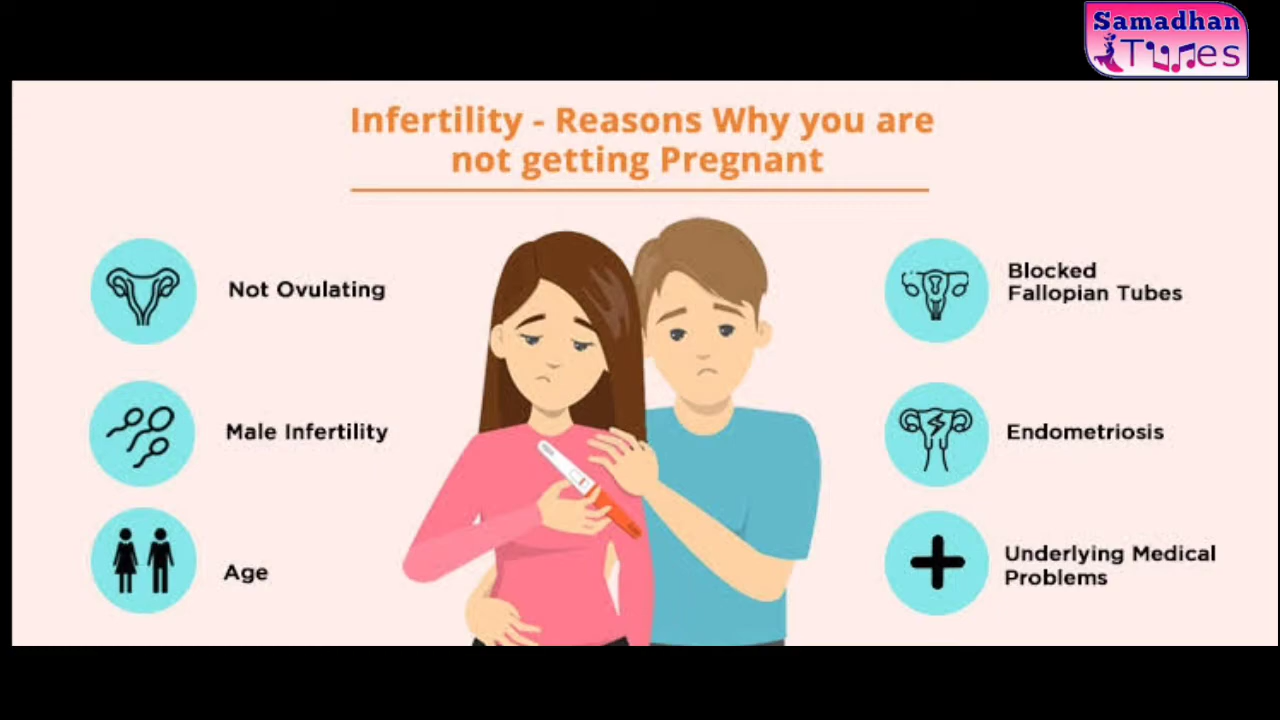 Samadhan
Tunes
Infertility - Reasons Why you are
not getting Pregnant
Not Ovulating
Male Infertility
Age
Blocked
Fallopian Tubes
Endometriosis
Underlying Medical
Problems